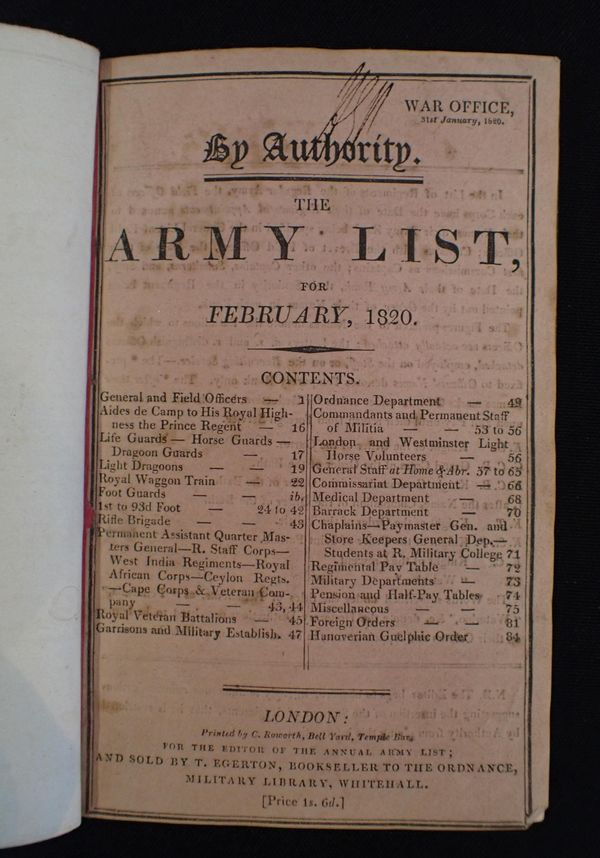 WAR OFFICE,
31st January, 1820.
By Authority.
THE
ARMY LIST,
FOR
FEBRUARY, 1820.
CONTENTS.
General and Field Officers — 1
Aides de Camp to His Royal High-
ness the Prince Regent — 16
Life Guards — Horse Guards —
Dragoon Guards — 17
Light Dragoons — — 19
Royal Waggon Train — — 22
Foot Guards — — ib.
1st to 93d Foot — 24 to 42
Rifle Brigade — — 43
Permanent Assistant Quarter Mas-
ters General—R. Staff Corps—
West India Regiments—Royal
African Corps—Ceylon Regts.
—Cape Corps & Veteran Com-
pany — — 43, 44
Royal Veteran Battalions — 45
Garrisons and Military Establish. 47
Ordnance Department — 49
Commandants and Permanent Staff
of Militia — — 53 to 56
London and Westminster Light
Horse Volunteers — 56
General Staff at Home & Abr. 57 to 65
Commissariat Department — 66
Medical Department — 68
Barrack Department — 70
Chaplains—Paymaster Gen. and
Store Keepers General Dep.—
Students at R. Military College 71
Regimental Pay Table — 72
Military Departments — 73
Pension and Half-Pay Tables 74
Miscellaneous — — 75
Foreign Orders — — 81
Hanoverian Guelphic Order 84
LONDON:
Printed by C. Roworth, Bell Yard, Temple Bar,
FOR THE EDITOR OF THE ANNUAL ARMY LIST;
AND SOLD BY T. EGERTON, BOOKSELLER TO THE ORDNANCE,
MILITARY LIBRARY, WHITEHALL.
[Price 1s. 6d.]